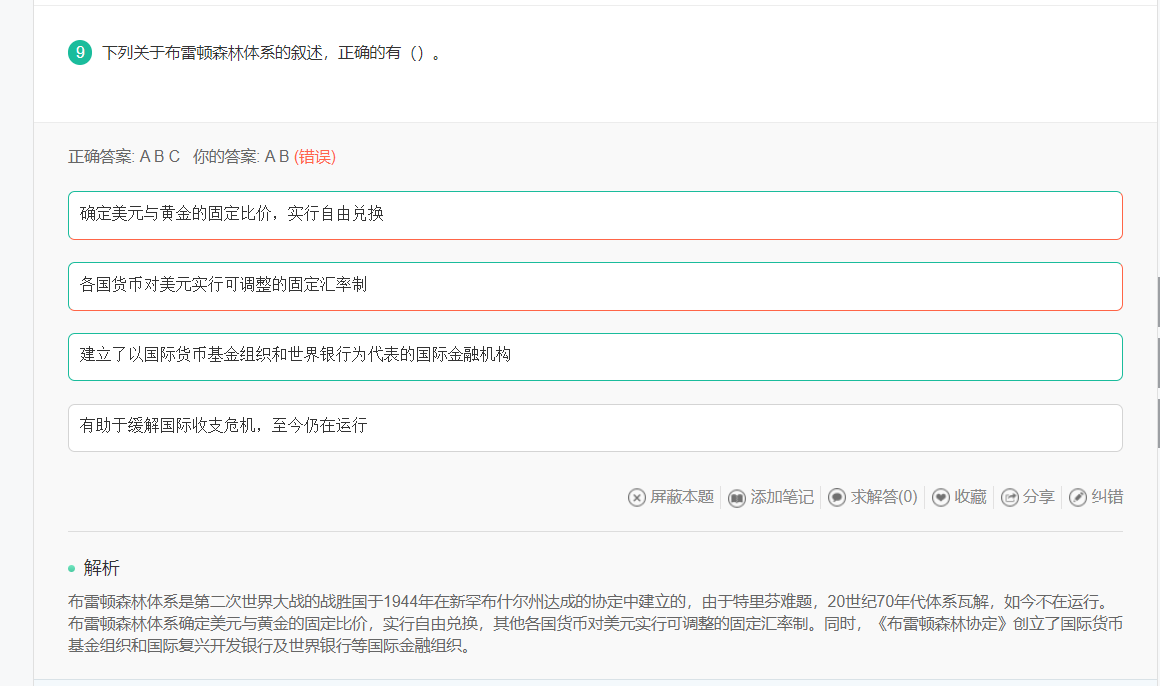 9 下列关于布雷顿森林体系的叙述，正确的有（）。
正确答案: A B C 你的答案: A B (错误)
确定美元与黄金的固定比价，实行自由兑换
各国货币对美元实行可调整的固定汇率制
建立了以国际货币基金组织和世界银行为代表的国际金融机构
有助于缓解国际收支危机，至今仍在运行
屏蔽本题 添加笔记 求解答(0) 收藏 分享 纠错
解析
布雷顿森林体系是第二次世界大战的战胜国于1944年在新罕布什尔州达成的协定中建立的，由于特里芬难题，20世纪70年代体系瓦解，如今不在运行。
布雷顿森林体系确定美元与黄金的固定比价，实行自由兑换，其他各国货币对美元实行可调整的固定汇率制。同时，《布雷顿森林协定》创立了国际货币
基金组织和国际复兴开发银行及世界银行等国际金融组织。